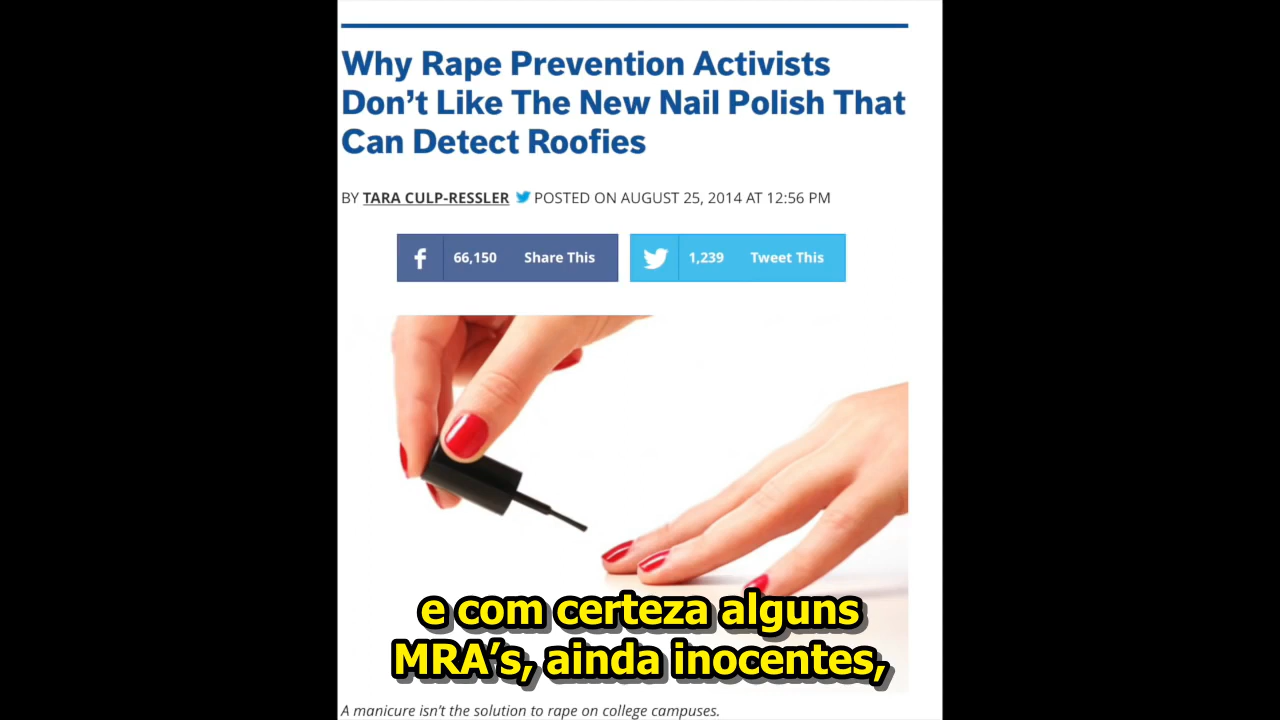 Why Rape Prevention Activists
Don’t Like The New Nail Polish That
Can Detect Roofies
BY TARA CULP-RESSLER POSTED ON AUGUST 25, 2014 AT 12:56 PM
66,150 Share This
1,239 Tweet This
e com certeza alguns
MRA’s, ainda inocentes,
A manicure isn’t the solution to rape on college campuses.